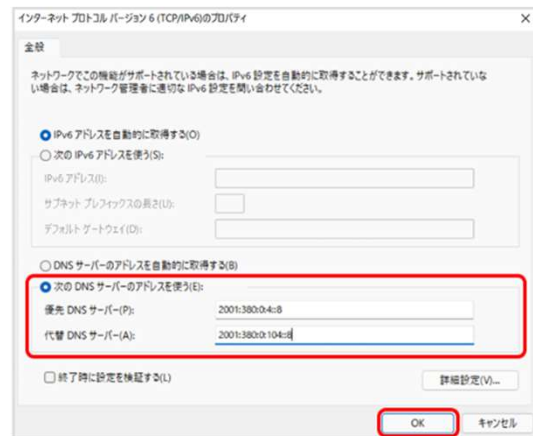 インターネット プロトコル バージョン 6 (TCP/IPv6)のプロパティ
全般
ネットワークでこの機能がサポートされている場合は、IPv6 設定を自動的に取得することができます。サポートされていな
い場合は、ネットワーク管理者に適切な IPv6 設定を問い合わせてください。
IPv6 アドレスを自動的に取得する(O)
次の IPv6 アドレスを使う(S):
IPv6 アドレス(I):
サブネット プレフィックスの長さ(U):
デフォルト ゲートウェイ(D):
DNS サーバーのアドレスを自動的に取得する(B)
次の DNS サーバーのアドレスを使う(E):
優先 DNS サーバー(P): 2001:380:0:4::8
代替 DNS サーバー(A): 2001:380:0:104::8
終了時に設定を検証する(L)
詳細設定(V)...
OK キャンセル